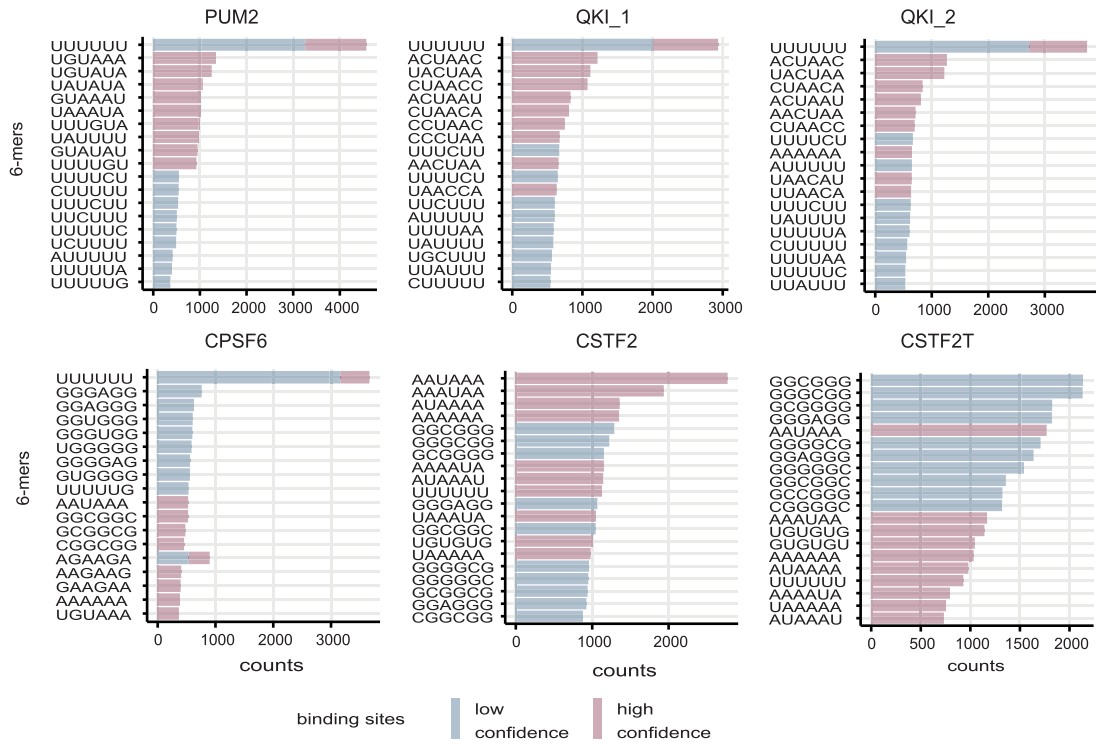 PUM2
QKI_1
QKI_2
6-mers
UUUUUU
UGUAAA
UGUAUA
UAUAUA
GUAAAU
UAAAUA
UUUGUA
UAUUUU
GUAUAU
UUUUGU
UUUUCU
CUUUUU
UUUCUU
UUCUUU
UUUUUC
UCUUUU
AUUUUU
UUUUUA
UUUUUG
0 1000 2000 3000 4000
UUUUUU
ACUAAC
UACUAA
CUAACC
ACUAAU
CUAACA
CCUAAC
CCCUAA
UUUCUU
AACUAA
UUUUCU
UAACCA
UUCUUU
AUUUUU
UUUUAA
UAUUUU
UGCUUU
UUAUUU
CUUUUU
0 1000 2000 3000
UUUUUU
ACUAAC
UACUAA
CUAACA
ACUAAU
AACUAA
CUAACC
UUUUCU
AAAAAA
AUUUUU
UAACAU
UUAACA
UUUCUU
UAUUUU
UUUUUA
CUUUUU
UUUUAA
UUUUUC
UUAUUU
0 1000 2000 3000
CPSF6
CSTF2
CSTF2T
6-mers
UUUUUU
GGGAGG
GGAGGG
GGUGGG
GGGUGG
UGGGGG
GGGGAG
GUGGGG
UUUUUG
AAUAAA
GGCGGC
GCGGCG
CGGCGG
AGAAGA
AAGAAG
GAAGAA
AAAAAA
UGUAAA
0 1000 2000 3000
counts
AAUAAA
AAAUAA
AUAAAA
AAAAAA
GGCGGG
GGGCGG
GCGGGG
AAAAUA
AUAAAU
UUUUUU
GGGAGG
UAAAUA
GGCGGC
UGUGUG
UAAAAA
GGGGCG
GGGGGC
GCGGCG
GGAGGG
CGGCGG
0 1000 2000
counts
GGCGGG
GGGCGG
GCGGGG
GGGAGG
AAUAAA
GGGGCG
GGAGGG
GGGGGC
GGCGGC
GCCGGG
CGGGGC
AAAUAA
UGUGUG
GUGUGU
AAAAAA
AUAAAA
UUUUUU
AAAAUA
UAAAAA
AUAAAU
0 500 1000 1500 2000
counts
binding sites
low
confidence
high
confidence